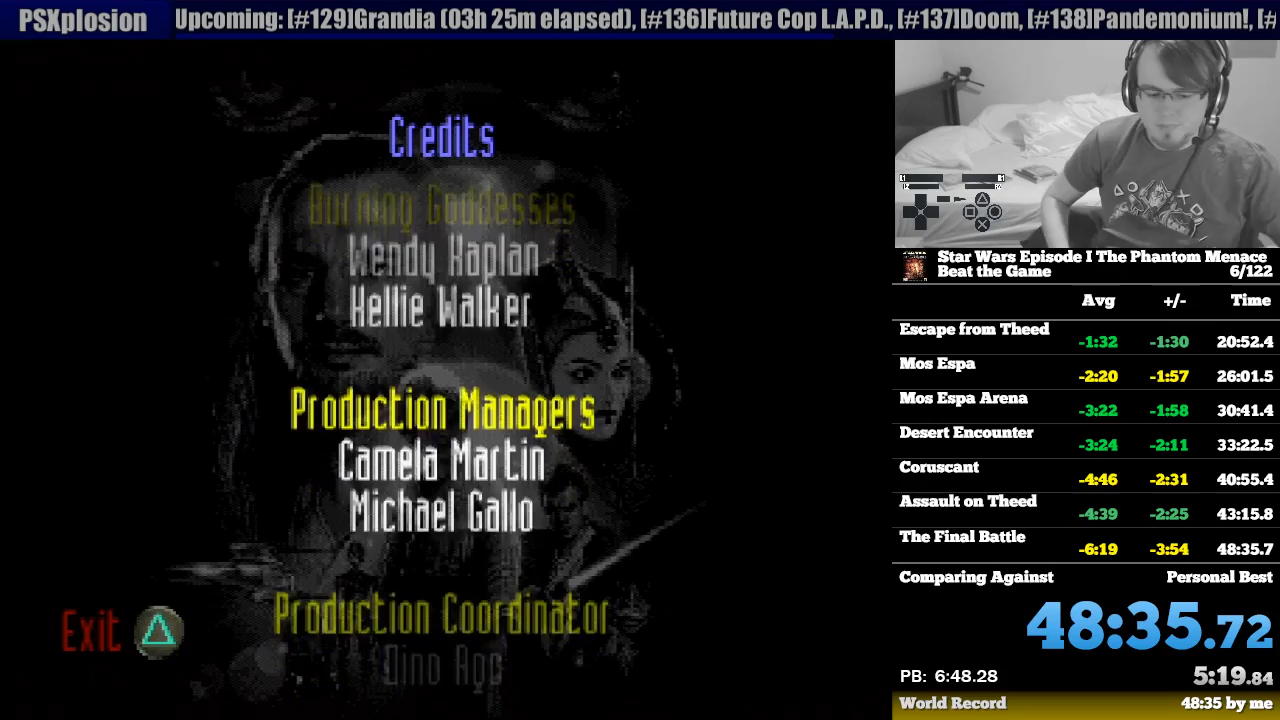 PSXplosion
Upcoming: [#129]Grandia (03h 25m elapsed), [#136]Future Cop L.A.P.D., [#137]Doom, [#138]Pandemonium!, [#
Credits
Burning Goddesses
Wendy Kaplan
Kellie Walker
Production Managers
Camela Martin
Michael Gallo
Production Coordinator
Dino Ago
Exit
Star Wars Episode I The Phantom Menace
Beat the Game 6/122
Avg +/- Time
Escape from Theed
-1:32 -1:30 20:52.4
Mos Espa
-2:20 -1:57 26:01.5
Mos Espa Arena
-3:22 -1:58 30:41.4
Desert Encounter
-3:24 -2:11 33:22.5
Coruscant
-4:46 -2:31 40:55.4
Assault on Theed
-4:39 -2:25 43:15.8
The Final Battle
-6:19 -3:54 48:35.7
Comparing Against Personal Best
48:35.72
PB: 6:48.28 5:19.84
World Record 48:35 by me